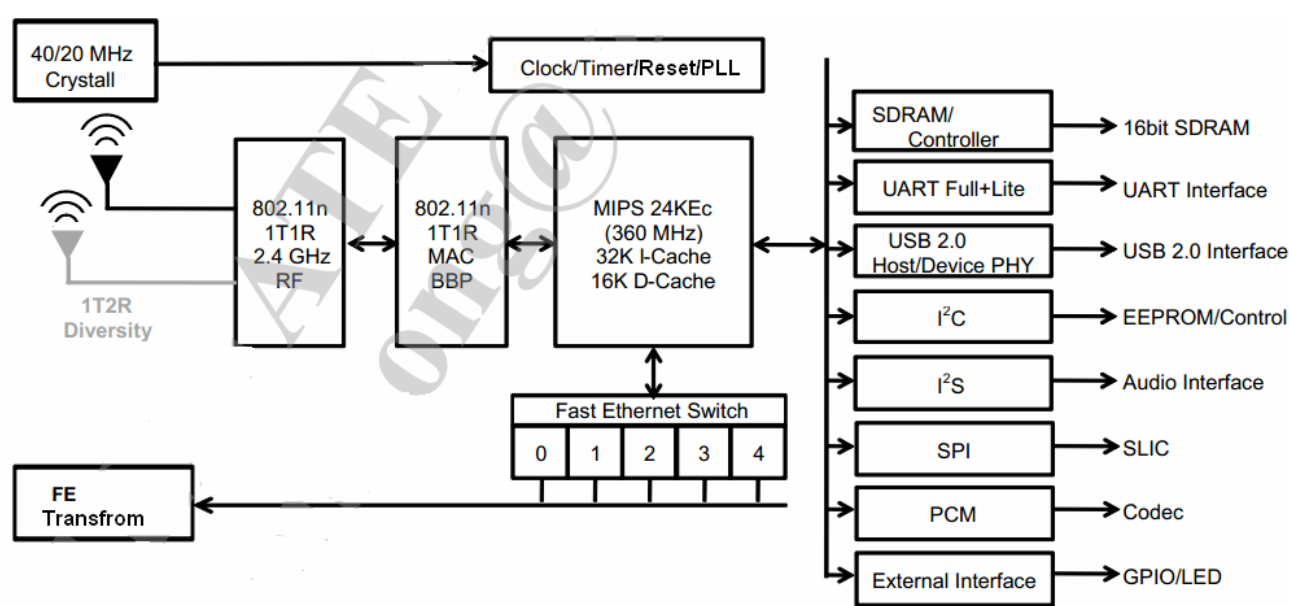 40/20 MHz
Crystall
Clock/Timer/Reset/PLL
802.11n
1T1R
2.4 GHz
RF
802.11n
1T1R
MAC
BBP
MIPS 24KEc
(360 MHz)
32K I-Cache
16K D-Cache
1T2R
Diversity
Fast Ethernet Switch
0 1 2 3 4
FE
Transfrom
SDRAM/
Controller
16bit SDRAM
UART Full+Lite
UART Interface
USB 2.0
Host/Device PHY
USB 2.0 Interface
I²C
EEPROM/Control
I²S
Audio Interface
SPI
SLIC
PCM
Codec
External Interface
GPIO/LED
ATE
ong@